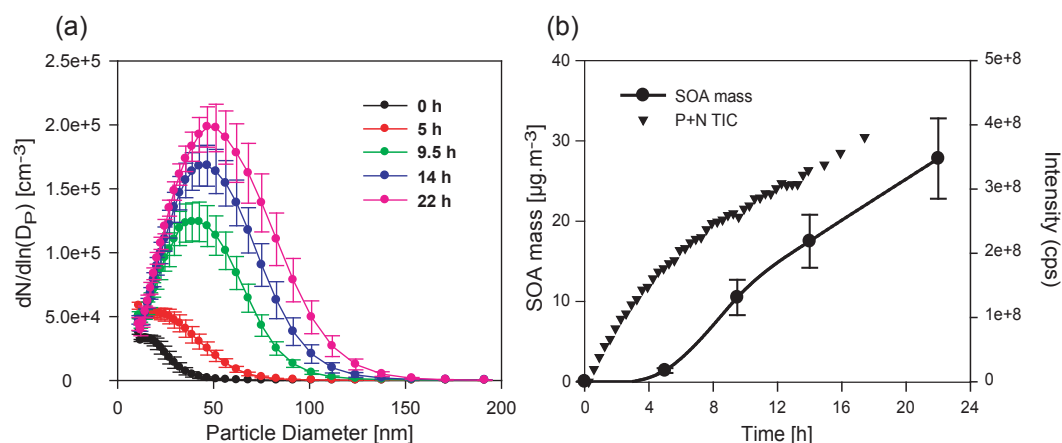 (a)
2.5e+5
2.0e+5
1.5e+5
1.0e+5
5.0e+4
0
dN/dln(DP) [cm-3]
0 h
5 h
9.5 h
14 h
22 h
0 50 100 150 200
Particle Diameter [nm]
(b)
40
30
20
10
0
SOA mass [µg.m-3]
SOA mass
P+N TIC
5e+8
4e+8
3e+8
2e+8
1e+8
0
Intensity (cps)
0 4 8 12 16 20 24
Time [h]